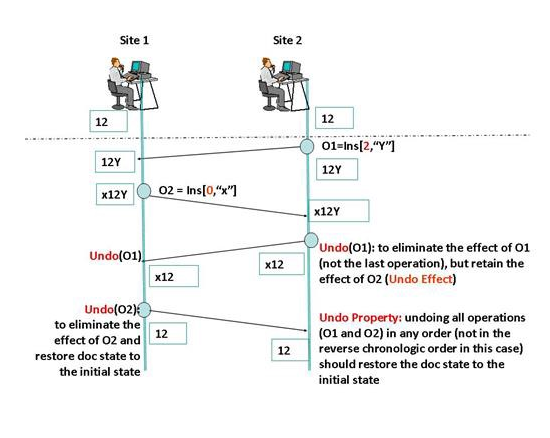 Site 1
Site 2
12
12
O1=Ins[2,“Y”]
12Y
12Y
x12Y
O2 = Ins[0,“x”]
x12Y
Undo(O1)
x12
x12
Undo(O1): to eliminate the effect of O1
(not the last operation), but retain the
effect of O2 (Undo Effect)
Undo(O2):
to eliminate the
effect of O2 and
restore doc state to
the initial state
12
12
Undo Property: undoing all operations
(O1 and O2) in any order (not in the
reverse chronologic order in this case)
should restore the doc state to the
initial state